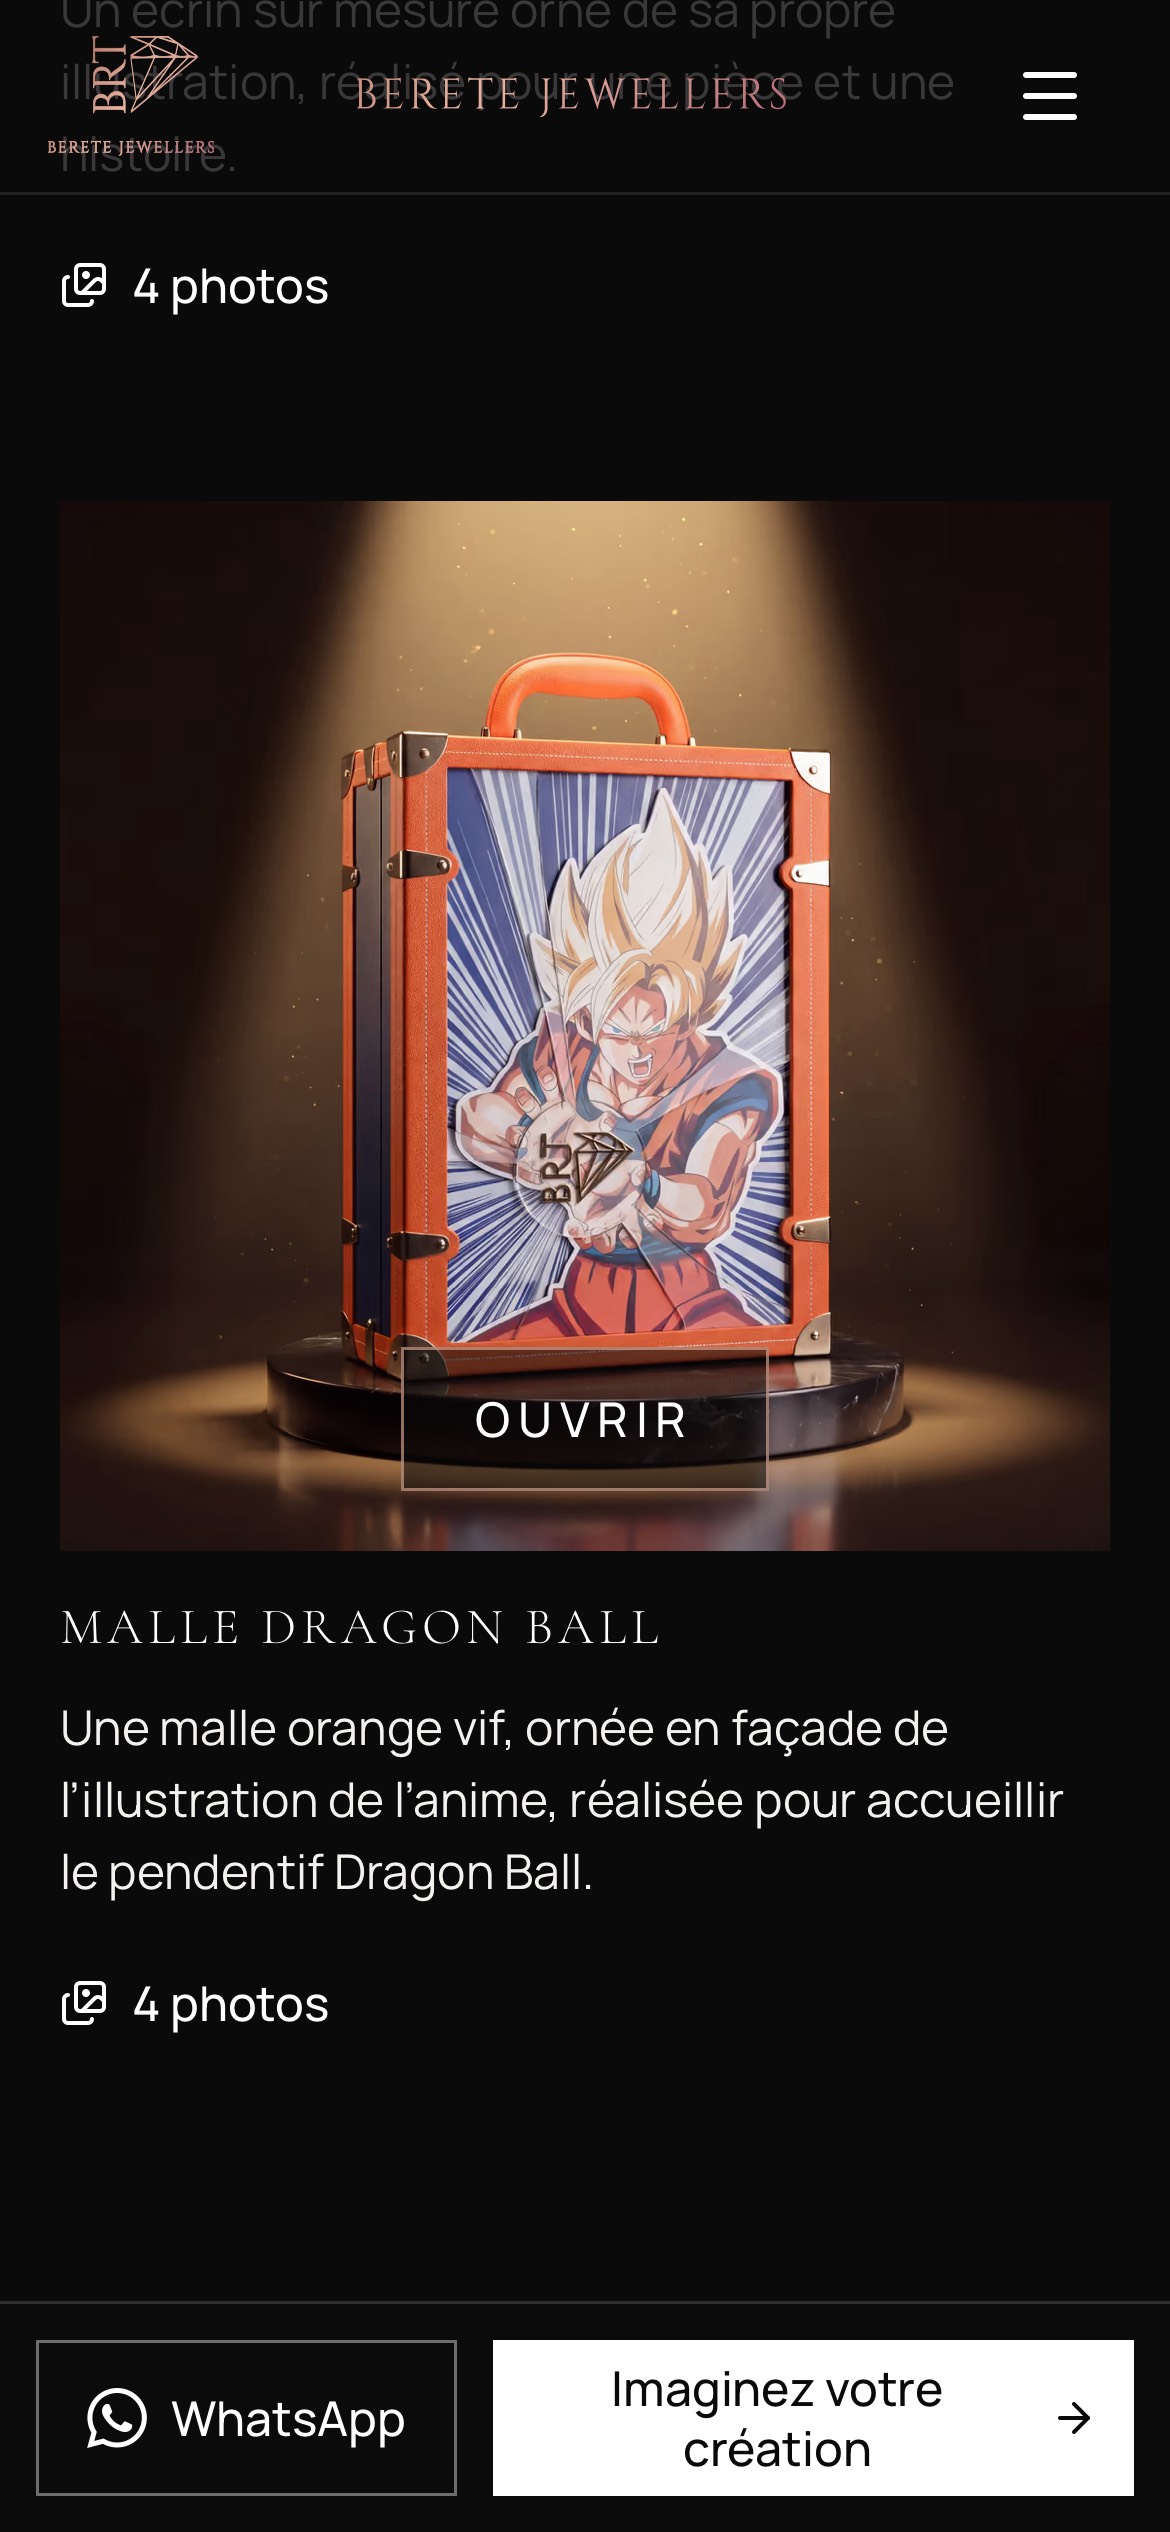 Un écrin sur mesure orné de sa propre
illustration, réalisé pour une pièce et une
histoire.
BRT
BERETE JEWELLERS
BERETE JEWELLERS
4 photos
BRT
OUVRIR
MALLE DRAGON BALL
Une malle orange vif, ornée en façade de
l’illustration de l’anime, réalisée pour accueillir
le pendentif Dragon Ball.
4 photos
WhatsApp
Imaginez votre
création